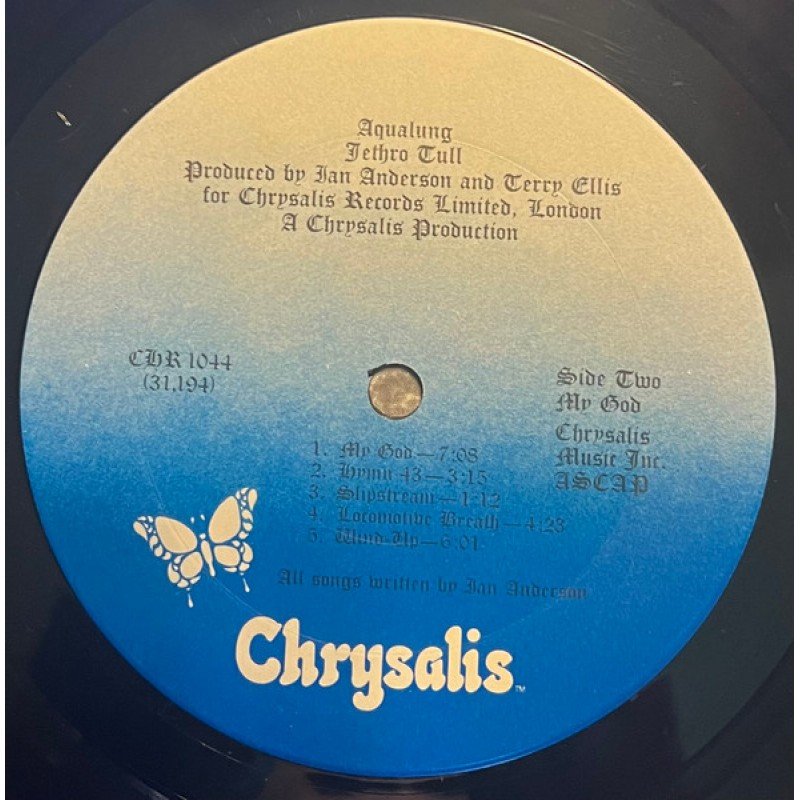 Aqualung
Jethro Tull
Produced by Ian Anderson and Terry Ellis
for Chrysalis Records Limited, London
A Chrysalis Production
CHR 1044
(31,194)
Side Two
My God
Chrysalis
Music Inc.
ASCAP
1. My God—7:08
2. Hymn 43—3:15
3. Slipstream—1:12
4. Locomotive Breath—4:23
5. Wind-Up—6:01
All songs written by Ian Anderson
Chrysalis™